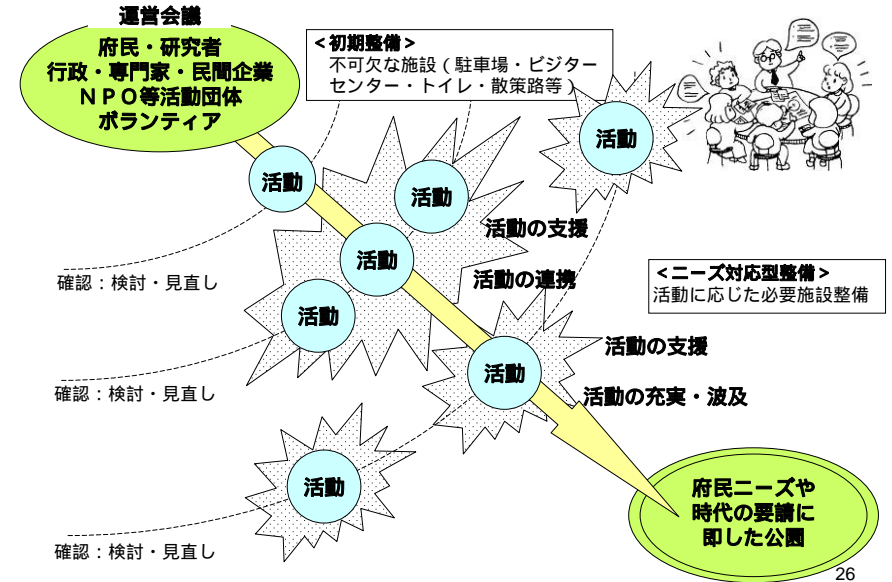 運営会議
府民・研究者
行政・専門家・民間企業
ＮＰＯ等活動団体
ボランティア
＜初期整備＞
不可欠な施設（駐車場・ビジター
センター・トイレ・散策路等）
活動
活動
活動
活動の支援
活動
活動の連携
確認：検討・見直し
＜ニーズ対応型整備＞
活動に応じた必要施設整備
活動
活動の支援
活動
活動の充実・波及
確認：検討・見直し
活動
府民ニーズや
時代の要請に
即した公園
確認：検討・見直し
26